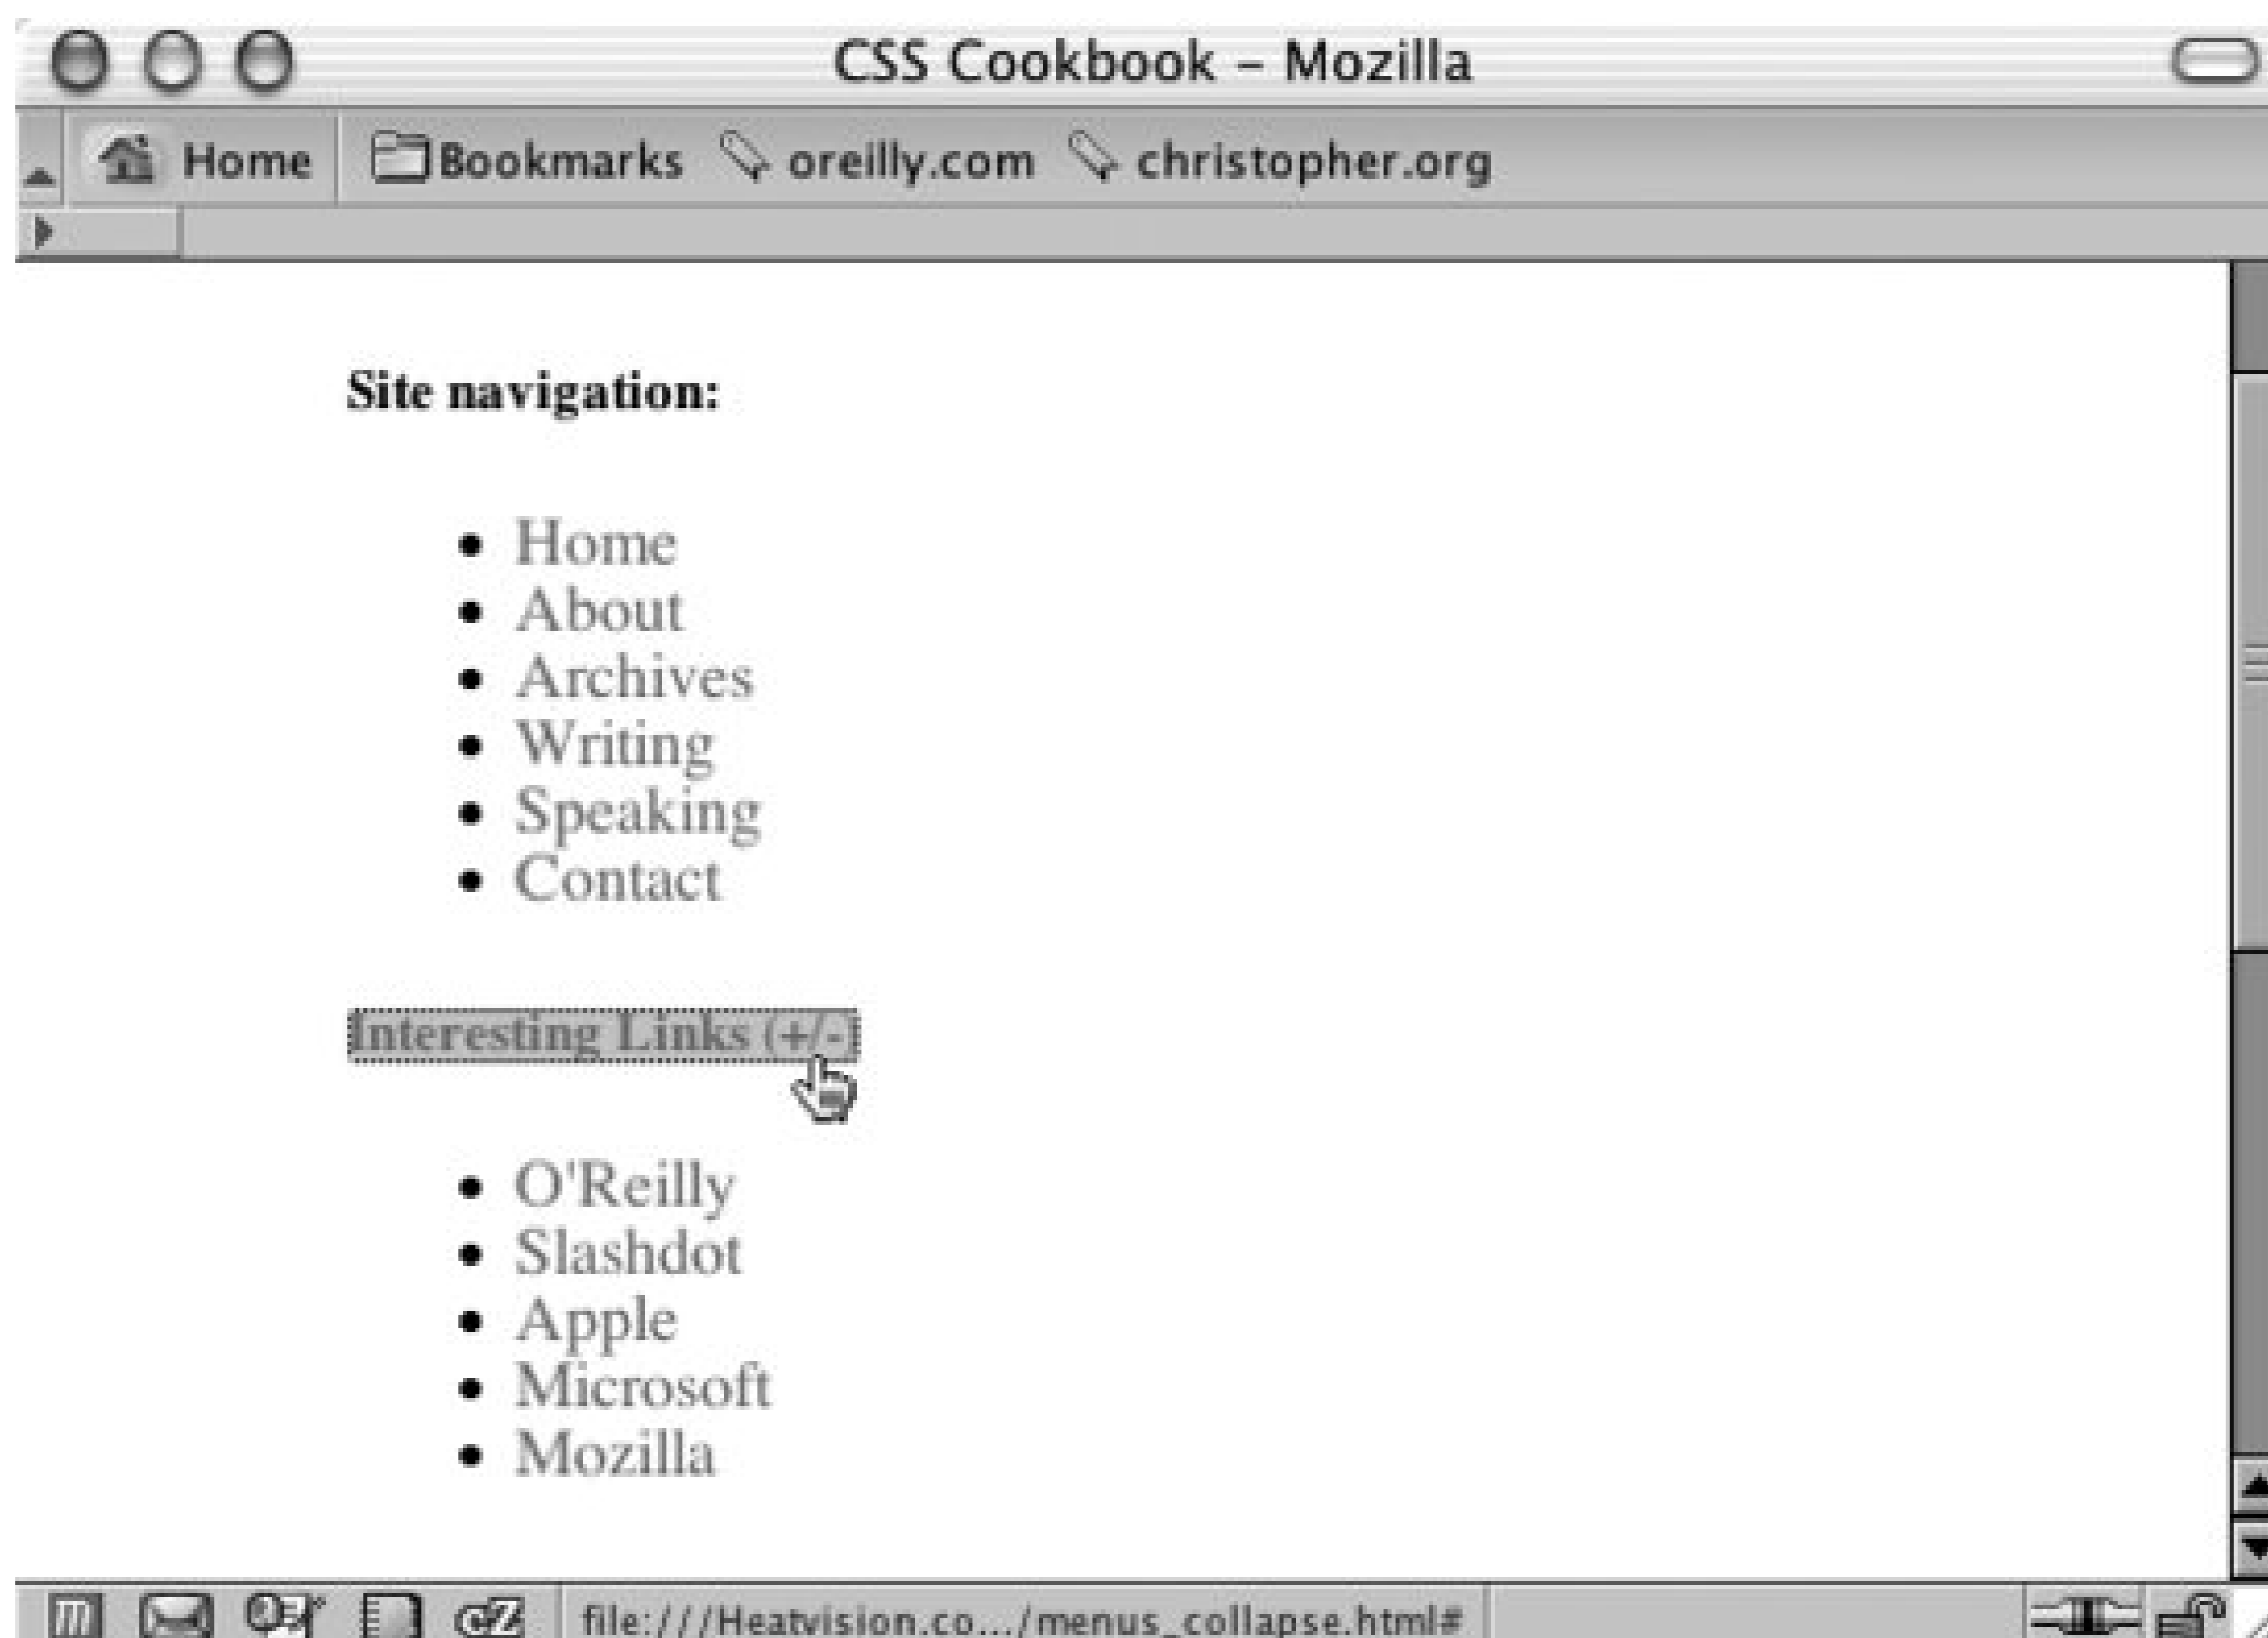 CSS Cookbook – Mozilla
Home Bookmarks oreilly.com christopher.org
Site navigation:
• Home
• About
• Archives
• Writing
• Speaking
• Contact
Interesting Links (+/-)
• O'Reilly
• Slashdot
• Apple
• Microsoft
• Mozilla
file:///Heatvision.co.../menus_collapse.html#